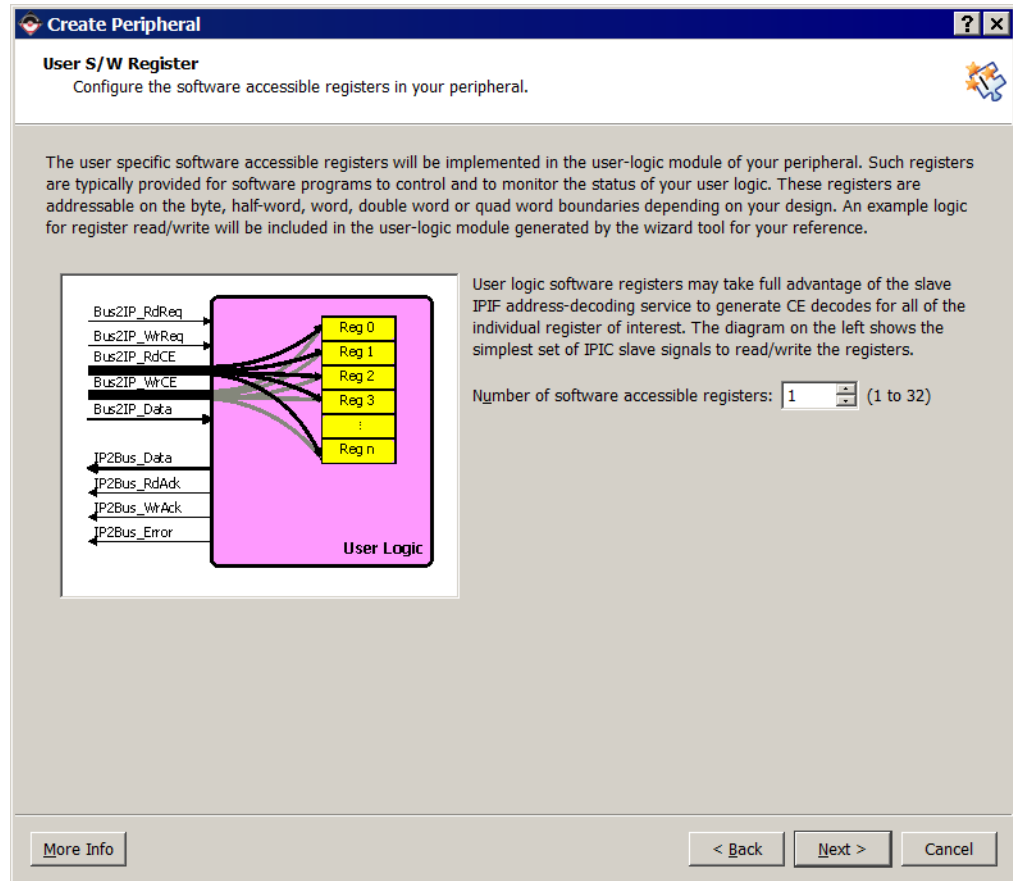 Create Peripheral
User S/W Register
Configure the software accessible registers in your peripheral.
The user specific software accessible registers will be implemented in the user-logic module of your peripheral. Such registers
are typically provided for software programs to control and to monitor the status of your user logic. These registers are
addressable on the byte, half-word, word, double word or quad word boundaries depending on your design. An example logic
for register read/write will be included in the user-logic module generated by the wizard tool for your reference.
Bus2IP_RdReq
Bus2IP_WrReq
Bus2IP_RdCE
Bus2IP_WrCE
Bus2IP_Data
IP2Bus_Data
IP2Bus_RdAck
IP2Bus_WrAck
IP2Bus_Error
Reg 0
Reg 1
Reg 2
Reg 3
:
Reg n
User Logic
User logic software registers may take full advantage of the slave
IPIF address-decoding service to generate CE decodes for all of the
individual register of interest. The diagram on the left shows the
simplest set of IPIC slave signals to read/write the registers.
Number of software accessible registers: 1 (1 to 32)
More Info
< Back
Next >
Cancel